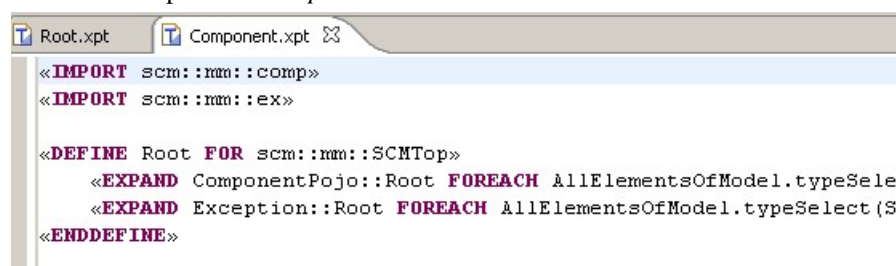 Root.xpt Component.xpt
«IMPORT scm::mm::comp»
«IMPORT scm::mm::ex»
«DEFINE Root FOR scm::mm::SCMTop»
«EXPAND ComponentPojo::Root FOREACH AllElementsOfModel.typeSele
«EXPAND Exception::Root FOREACH AllElementsOfModel.typeSelect(S
«ENDDEFINE»